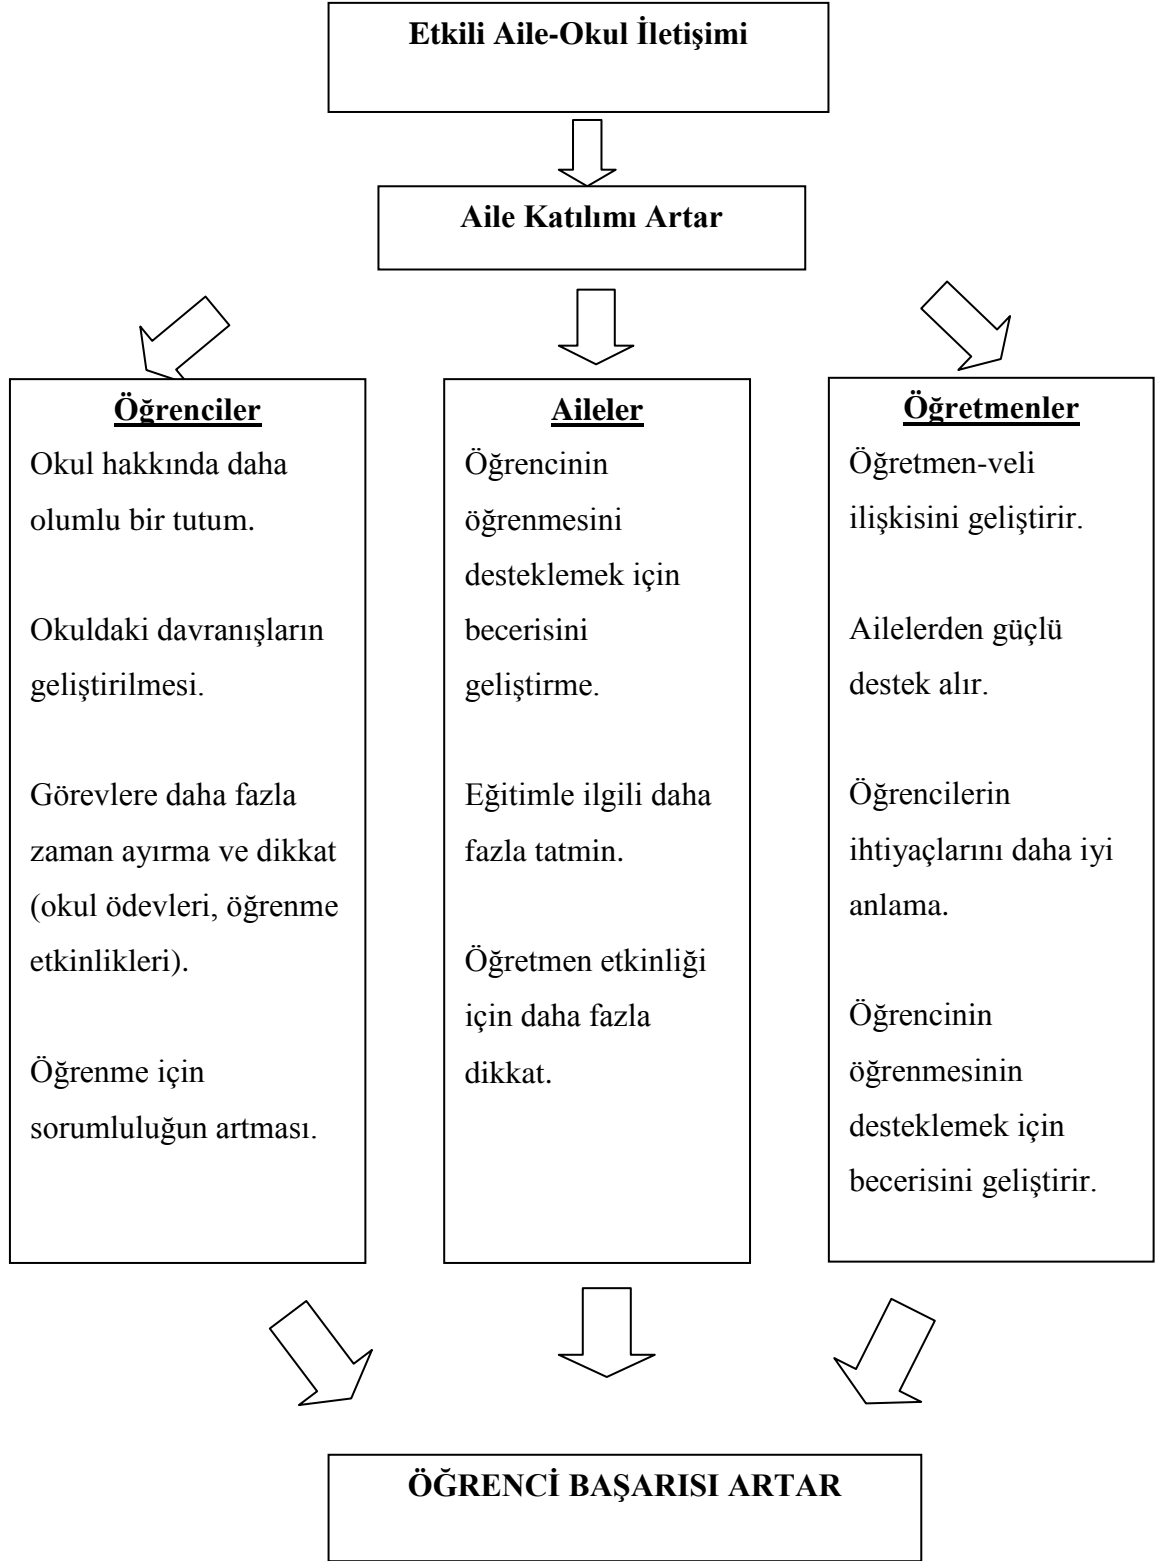 Etkili Aile-Okul İletişimi
Aile Katılımı Artar
Öğrenciler
Okul hakkında daha
olumlu bir tutum.
Okuldaki davranışların
geliştirilmesi.
Görevlere daha fazla
zaman ayırma ve dikkat
(okul ödevleri, öğrenme
etkinlikleri).
Öğrenme için
sorumluluğun artması.
Aileler
Öğrencinin
öğrenmesini
desteklemek için
becerisini
geliştirme.
Eğitimle ilgili daha
fazla tatmin.
Öğretmen etkinliği
için daha fazla
dikkat.
Öğretmenler
Öğretmen-veli
ilişkisini geliştirir.
Ailelerden güçlü
destek alır.
Öğrencilerin
ihtiyaçlarını daha iyi
anlama.
Öğrencinin
öğrenmesinin
desteklemek için
becerisini geliştirir.
ÖĞRENCİ BAŞARISI ARTAR